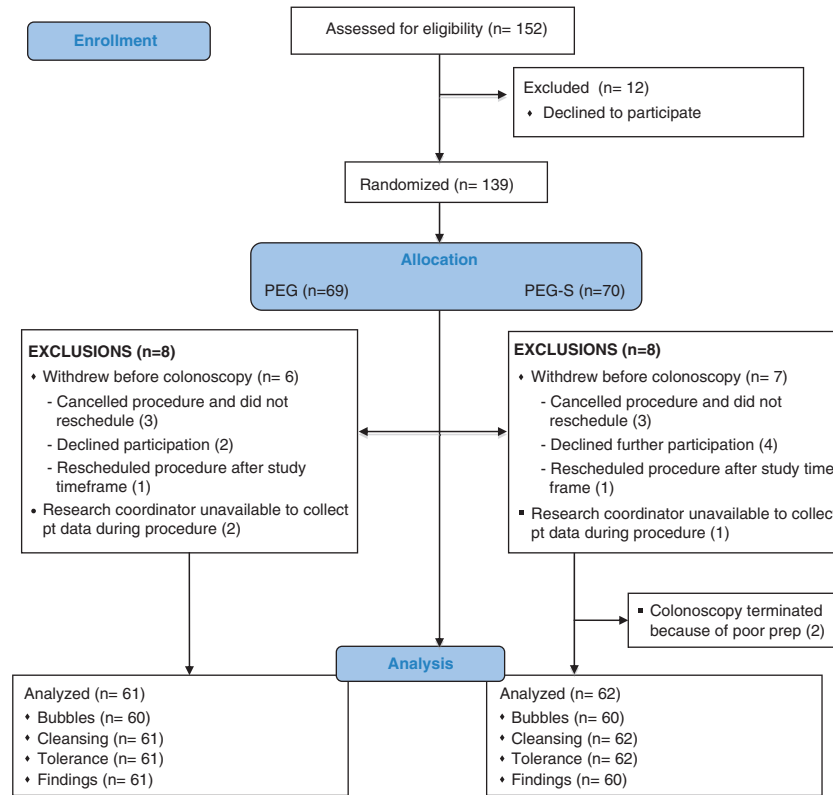 Enrollment
Assessed for eligibility (n= 152)
Excluded (n= 12)
♦ Declined to participate
Randomized (n= 139)
Allocation
PEG (n=69) PEG-S (n=70)
EXCLUSIONS (n=8)
♦ Withdrew before colonoscopy (n= 6)
- Cancelled procedure and did not
reschedule (3)
- Declined participation (2)
- Rescheduled procedure after study
timeframe (1)
• Research coordinator unavailable to collect
pt data during procedure (2)
EXCLUSIONS (n=8)
♦ Withdrew before colonoscopy (n= 7)
- Cancelled procedure and did not
reschedule (3)
- Declined further participation (4)
- Rescheduled procedure after study time
frame (1)
▪ Research coordinator unavailable to collect
pt data during procedure (1)
▪ Colonoscopy terminated
because of poor prep (2)
Analysis
Analyzed (n= 61)
♦ Bubbles (n= 60)
♦ Cleansing (n= 61)
♦ Tolerance (n= 61)
♦ Findings (n= 61)
Analyzed (n= 62)
♦ Bubbles (n= 60)
♦ Cleansing (n= 62)
♦ Tolerance (n= 62)
♦ Findings (n= 60)